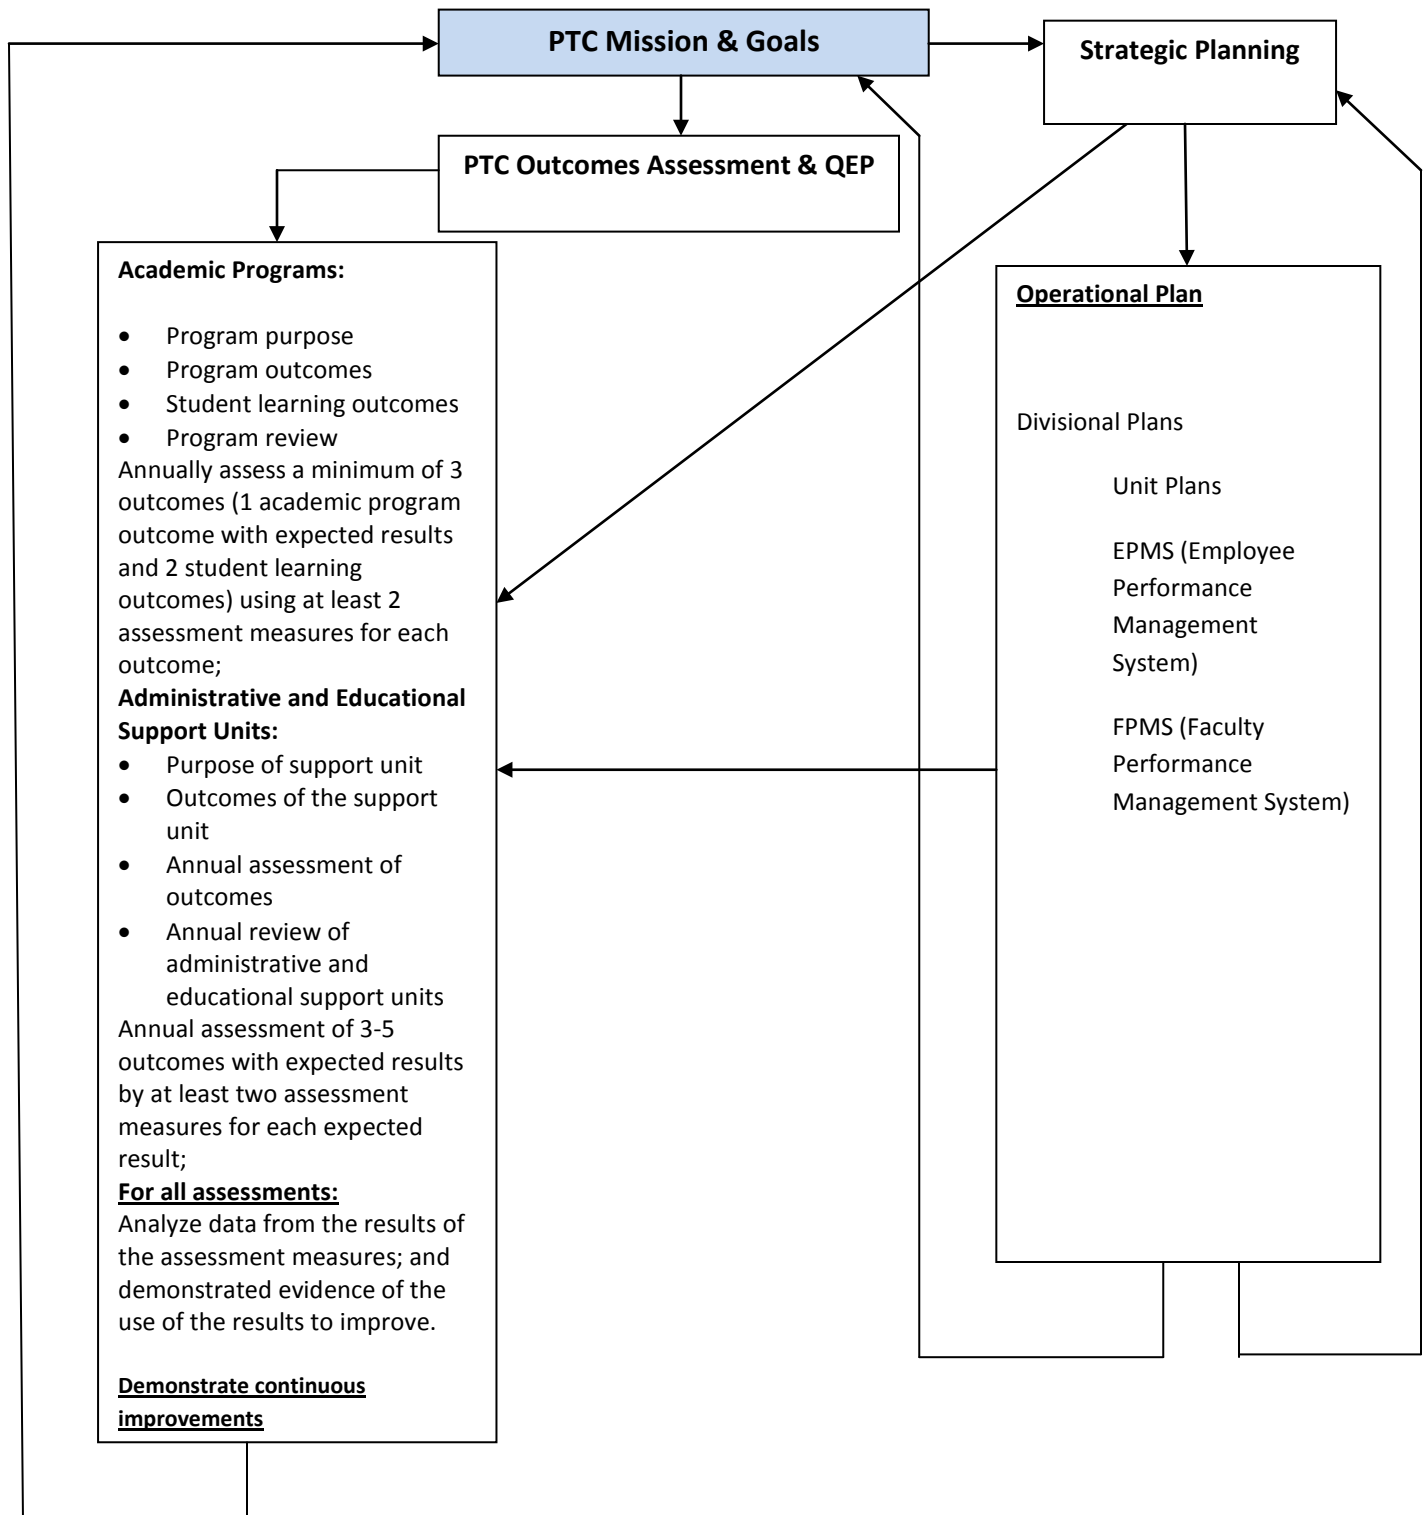 PTC Mission & Goals
Strategic Planning
PTC Outcomes Assessment & QEP
Academic Programs:
• Program purpose
• Program outcomes
• Student learning outcomes
• Program review
Annually assess a minimum of 3
outcomes (1 academic program
outcome with expected results
and 2 student learning
outcomes) using at least 2
assessment measures for each
outcome;
Administrative and Educational
Support Units:
• Purpose of support unit
• Outcomes of the support
unit
• Annual assessment of
outcomes
• Annual review of
administrative and
educational support units
Annual assessment of 3-5
outcomes with expected results
by at least two assessment
measures for each expected
result;
For all assessments:
Analyze data from the results of
the assessment measures; and
demonstrated evidence of the
use of the results to improve.
Demonstrate continuous
improvements
Operational Plan
Divisional Plans
Unit Plans
EPMS (Employee
Performance
Management
System)
FPMS (Faculty
Performance
Management System)